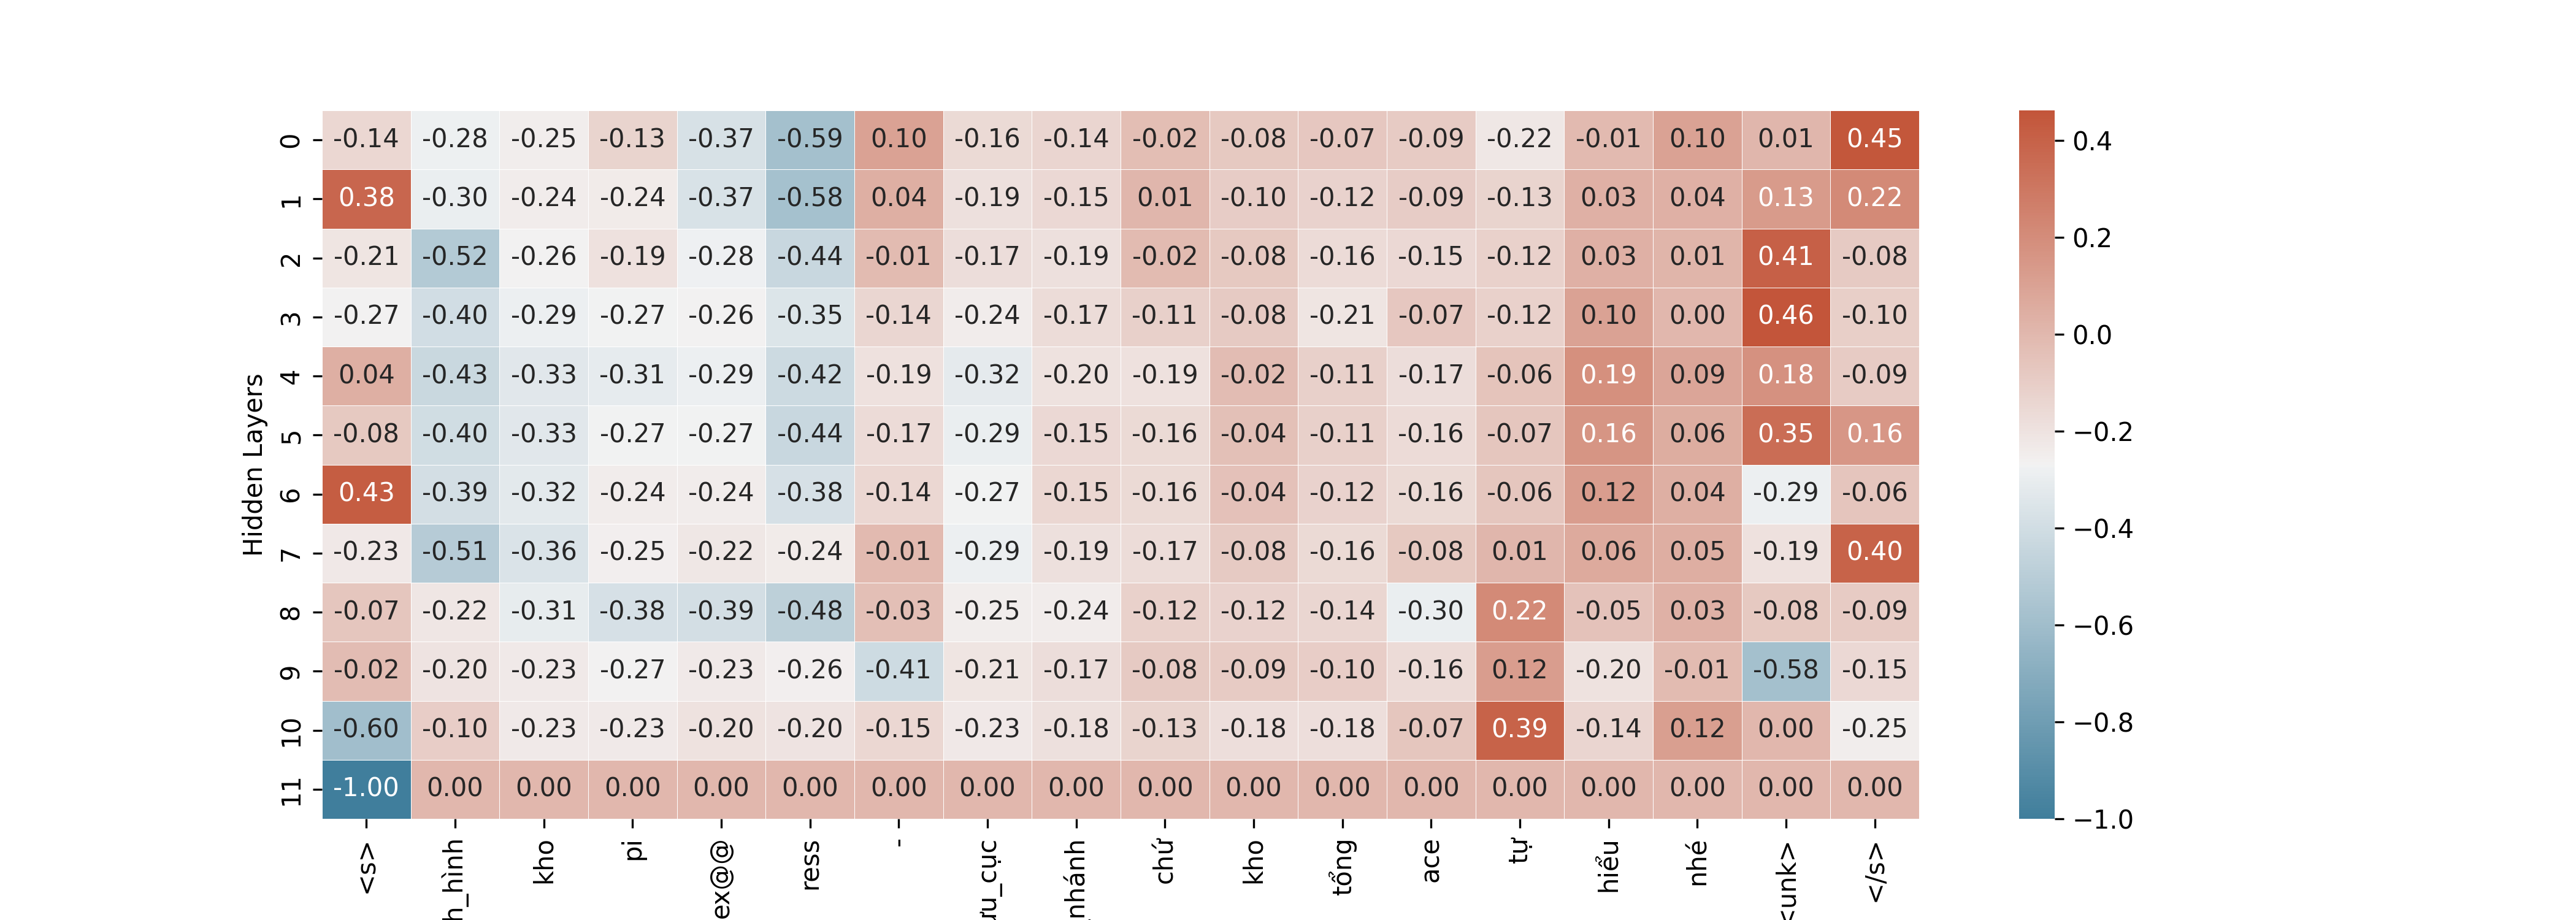 0 -0.14 -0.28 -0.25 -0.13 -0.37 -0.59 0.10 -0.16 -0.14 -0.02 -0.08 -0.07 -0.09 -0.22 -0.01 0.10 0.01 0.45
1 0.38 -0.30 -0.24 -0.24 -0.37 -0.58 0.04 -0.19 -0.15 0.01 -0.10 -0.12 -0.09 -0.13 0.03 0.04 0.13 0.22
2 -0.21 -0.52 -0.26 -0.19 -0.28 -0.44 -0.01 -0.17 -0.19 -0.02 -0.08 -0.16 -0.15 -0.12 0.03 0.01 0.41 -0.08
3 -0.27 -0.40 -0.29 -0.27 -0.26 -0.35 -0.14 -0.24 -0.17 -0.11 -0.08 -0.21 -0.07 -0.12 0.10 0.00 0.46 -0.10
4 0.04 -0.43 -0.33 -0.31 -0.29 -0.42 -0.19 -0.32 -0.20 -0.19 -0.02 -0.11 -0.17 -0.06 0.19 0.09 0.18 -0.09
5 -0.08 -0.40 -0.33 -0.27 -0.27 -0.44 -0.17 -0.29 -0.15 -0.16 -0.04 -0.11 -0.16 -0.07 0.16 0.06 0.35 0.16
6 0.43 -0.39 -0.32 -0.24 -0.24 -0.38 -0.14 -0.27 -0.15 -0.16 -0.04 -0.12 -0.16 -0.06 0.12 0.04 -0.29 -0.06
7 -0.23 -0.51 -0.36 -0.25 -0.22 -0.24 -0.01 -0.29 -0.19 -0.17 -0.08 -0.16 -0.08 0.01 0.06 0.05 -0.19 0.40
8 -0.07 -0.22 -0.31 -0.38 -0.39 -0.48 -0.03 -0.25 -0.24 -0.12 -0.12 -0.14 -0.30 0.22 -0.05 0.03 -0.08 -0.09
9 -0.02 -0.20 -0.23 -0.27 -0.23 -0.26 -0.41 -0.21 -0.17 -0.08 -0.09 -0.10 -0.16 0.12 -0.20 -0.01 -0.58 -0.15
10 -0.60 -0.10 -0.23 -0.23 -0.20 -0.20 -0.15 -0.23 -0.18 -0.13 -0.18 -0.18 -0.07 0.39 -0.14 0.12 0.00 -0.25
11 -1.00 0.00 0.00 0.00 0.00 0.00 0.00 0.00 0.00 0.00 0.00 0.00 0.00 0.00 0.00 0.00 0.00 0.00
Hidden Layers
<s>
h_hình
kho
pi
ex@@
ress
-
ưu_cục
nhánh
chứ
kho
tổng
ace
tự
hiểu
nhé
<unk>
</s>
0.4
0.2
0.0
−0.2
−0.4
−0.6
−0.8
−1.0